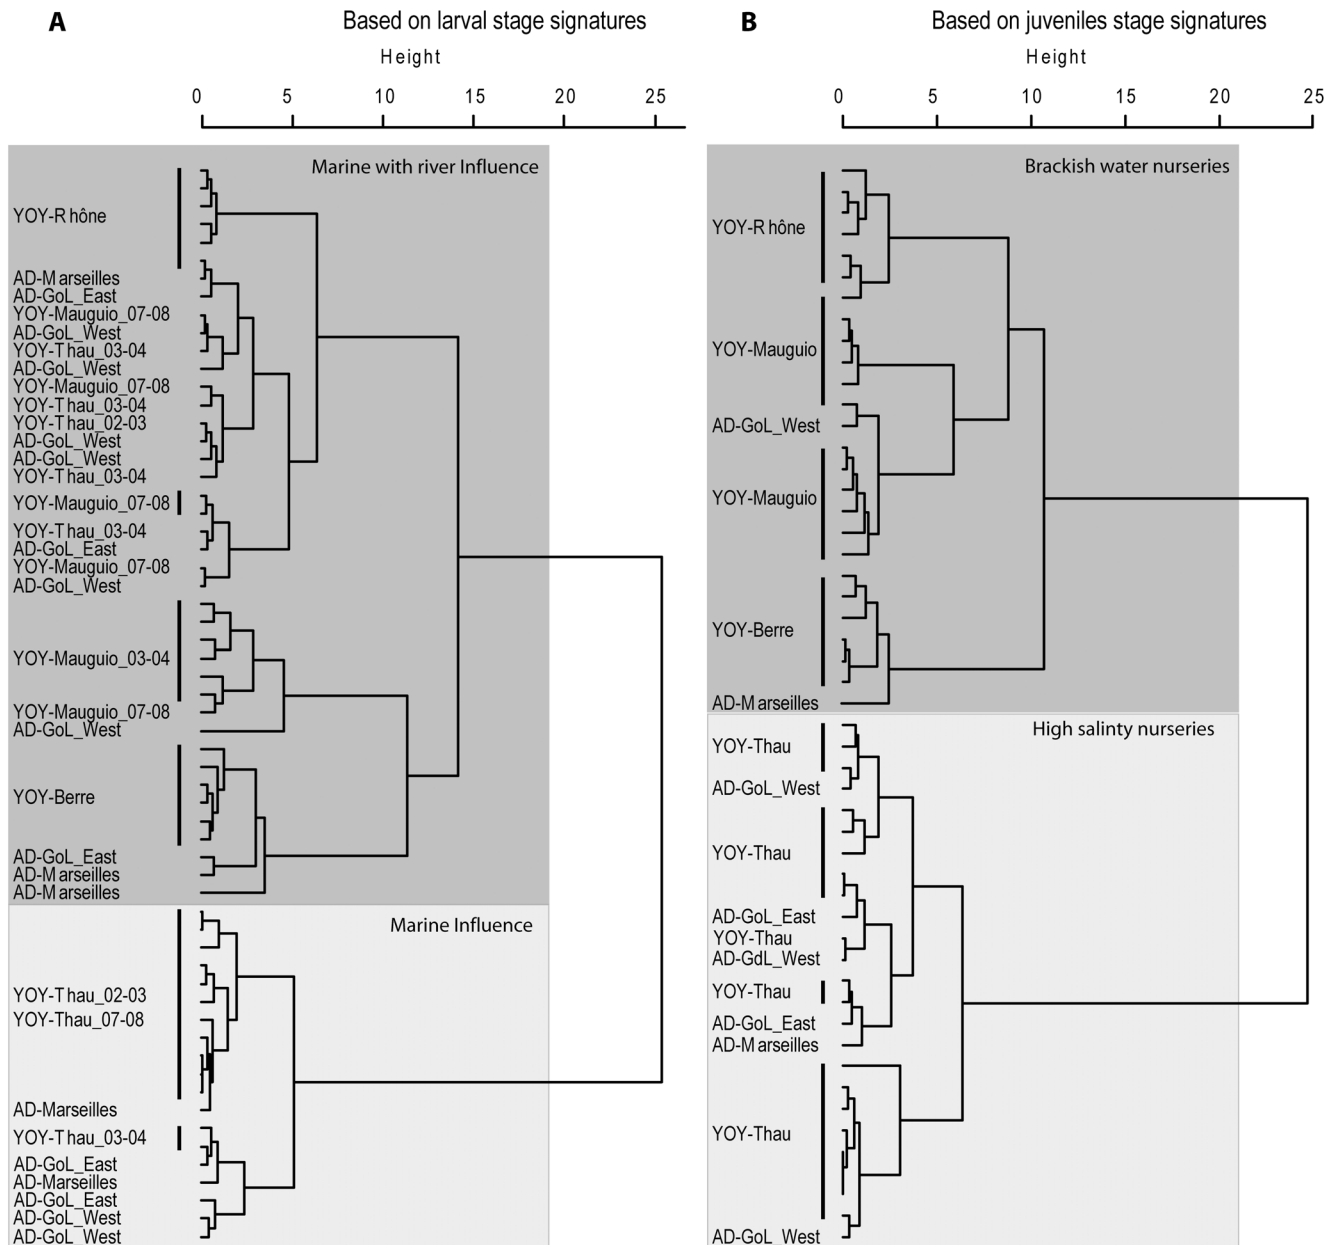 A
Based on larval stage signatures
Height
0 5 10 15 20 25
Marine with river Influence
YOY-Rhône
AD-Marseilles
AD-GoL_East
YOY-Mauguio_07-08
AD-GoL_West
YOY-Thau_03-04
AD-GoL_West
YOY-Mauguio_07-08
YOY-Thau_03-04
YOY-Thau_02-03
AD-GoL_West
AD-GoL_West
YOY-Thau_03-04
YOY-Mauguio_07-08
YOY-Thau_03-04
AD-GoL_East
YOY-Mauguio_07-08
AD-GoL_West
YOY-Mauguio_03-04
YOY-Mauguio_07-08
AD-GoL_West
YOY-Berre
AD-GoL_East
AD-Marseilles
AD-Marseilles
Marine Influence
YOY-Thau_02-03
YOY-Thau_07-08
AD-Marseilles
YOY-Thau_03-04
AD-GoL_East
AD-Marseilles
AD-GoL_East
AD-GoL_West
AD-GoL_West
B
Based on juveniles stage signatures
Height
0 5 10 15 20 25
Brackish water nurseries
YOY-Rhône
YOY-Mauguio
AD-GoL_West
YOY-Mauguio
YOY-Berre
AD-Marseilles
High salinty nurseries
YOY-Thau
AD-GoL_West
YOY-Thau
AD-GoL_East
YOY-Thau
AD-GdL_West
YOY-Thau
AD-GoL_East
AD-Marseilles
YOY-Thau
AD-GoL_West